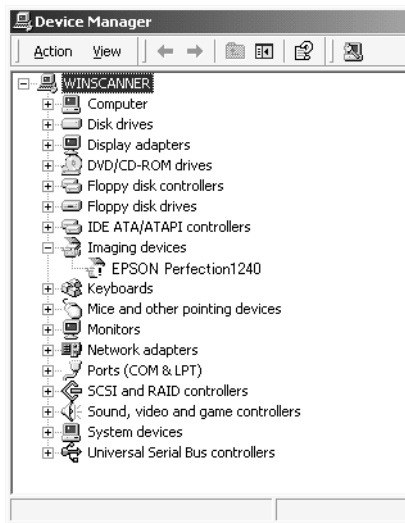 Device Manager
Action View
WINSCANNER
Computer
Disk drives
Display adapters
DVD/CD-ROM drives
Floppy disk controllers
Floppy disk drives
IDE ATA/ATAPI controllers
Imaging devices
EPSON Perfection1240
Keyboards
Mice and other pointing devices
Monitors
Network adapters
Ports (COM & LPT)
SCSI and RAID controllers
Sound, video and game controllers
System devices
Universal Serial Bus controllers